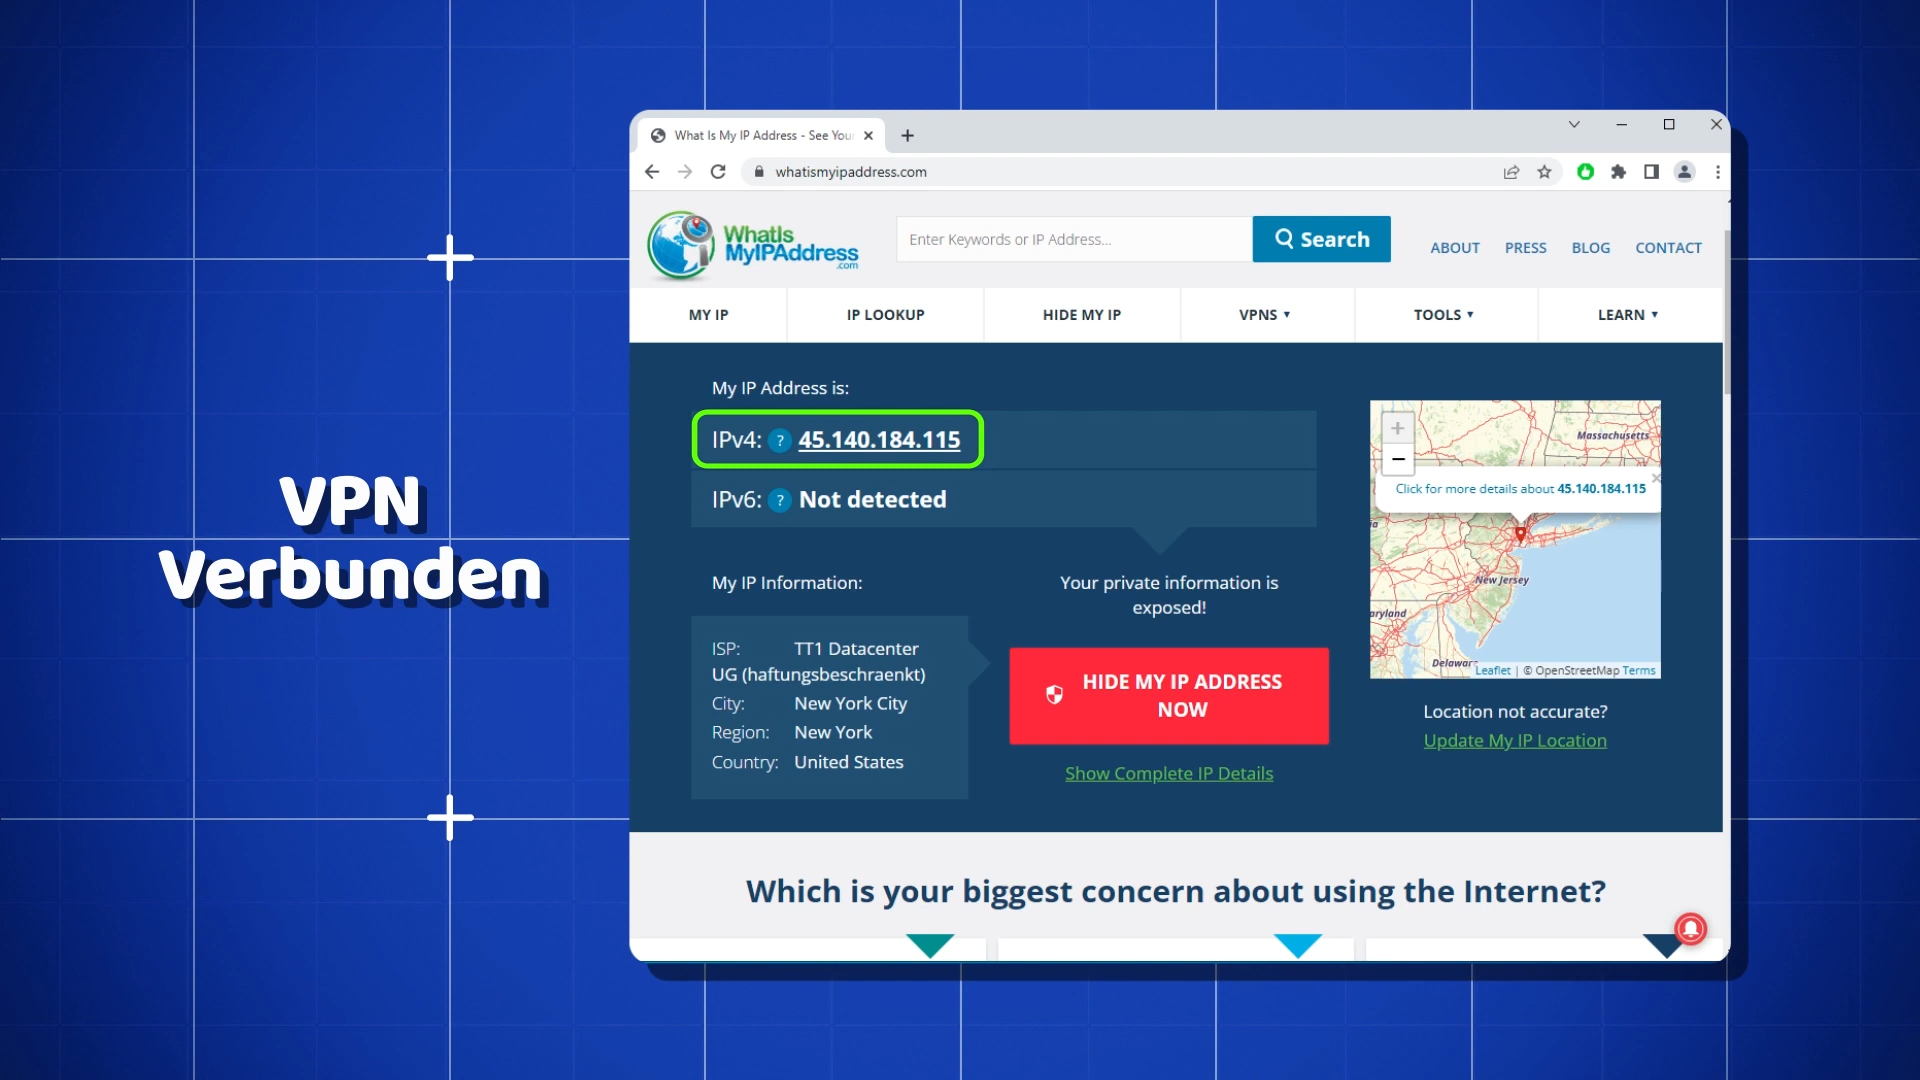 VPN
Verbunden
What Is My IP Address - See Your
whatismyipaddress.com
WhatIs
MyIPAddress
.com
Enter Keywords or IP Address...
Search
ABOUT
PRESS
BLOG
CONTACT
MY IP
IP LOOKUP
HIDE MY IP
VPNS
TOOLS
LEARN
My IP Address is:
IPv4: ? 45.140.184.115
IPv6: ? Not detected
My IP Information:
ISP: TT1 Datacenter
UG (haftungsbeschraenkt)
City: New York City
Region: New York
Country: United States
Your private information is
exposed!
HIDE MY IP ADDRESS
NOW
Show Complete IP Details
+
−
Massachusetts
Click for more details about 45.140.184.115
New Jersey
aryland
Delawar
Leaflet | © OpenStreetMap Terms
Location not accurate?
Update My IP Location
Which is your biggest concern about using the Internet?